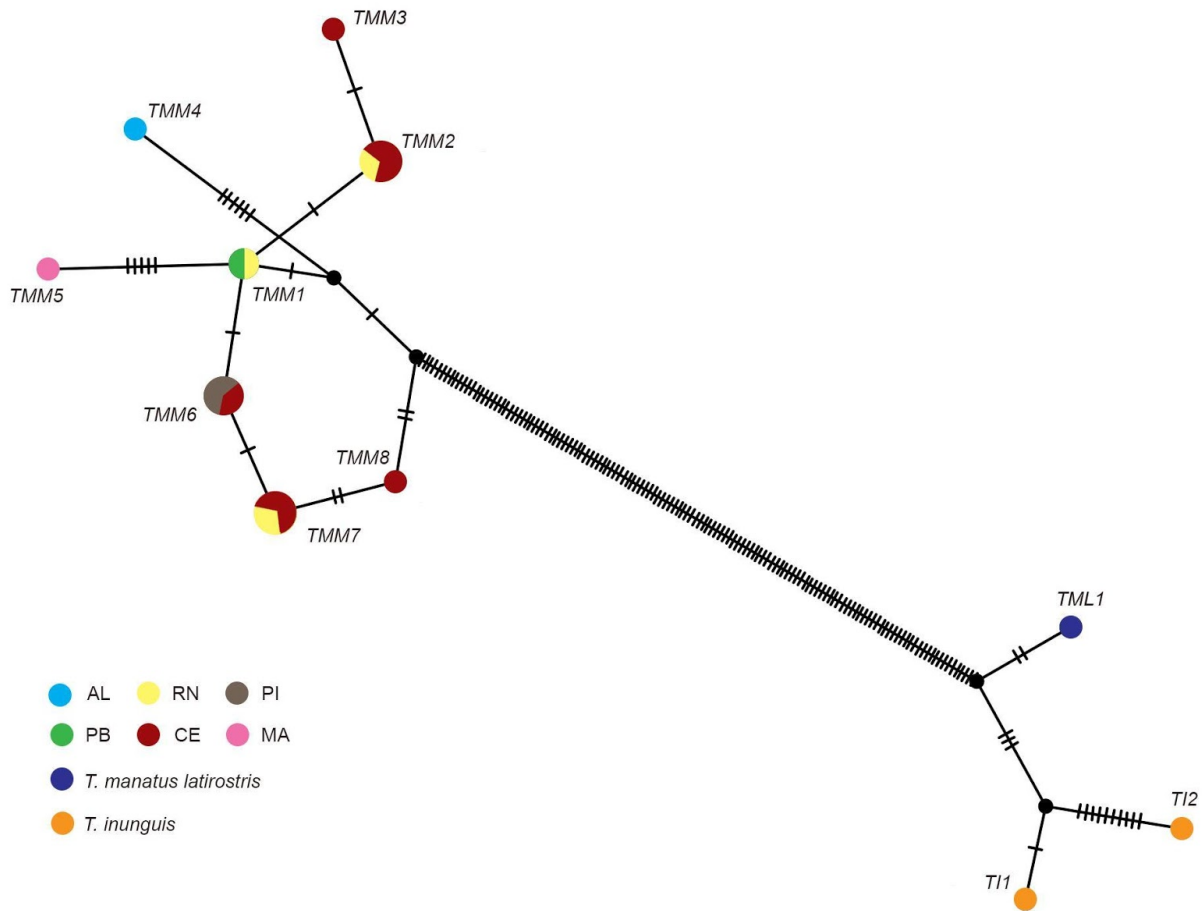 TMM3
TMM4
TMM2
TMM5
TMM1
TMM6
TMM8
TMM7
TML1
AL RN PI
PB CE MA
T. manatus latirostris
T. inunguis
TI2
TI1